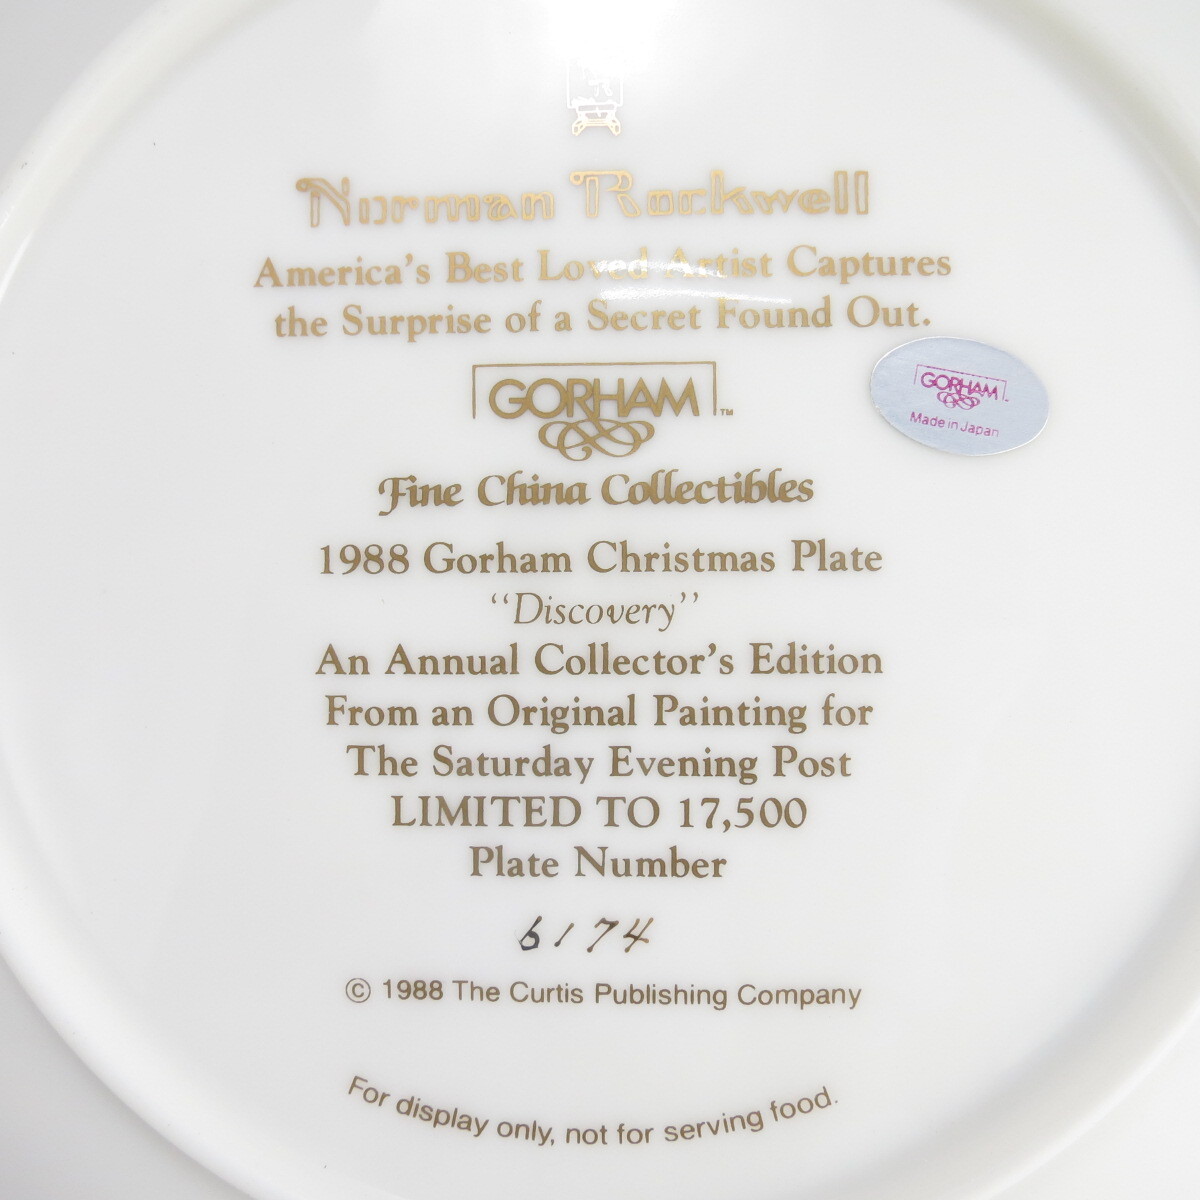 Norman Rockwell
America's Best Loved Artist Captures
the Surprise of a Secret Found Out.
GORHAM™
GORHAM
Made in Japan
Fine China Collectibles
1988 Gorham Christmas Plate
“Discovery”
An Annual Collector's Edition
From an Original Painting for
The Saturday Evening Post
LIMITED TO 17,500
Plate Number
6174
© 1988 The Curtis Publishing Company
For display only, not for serving food.